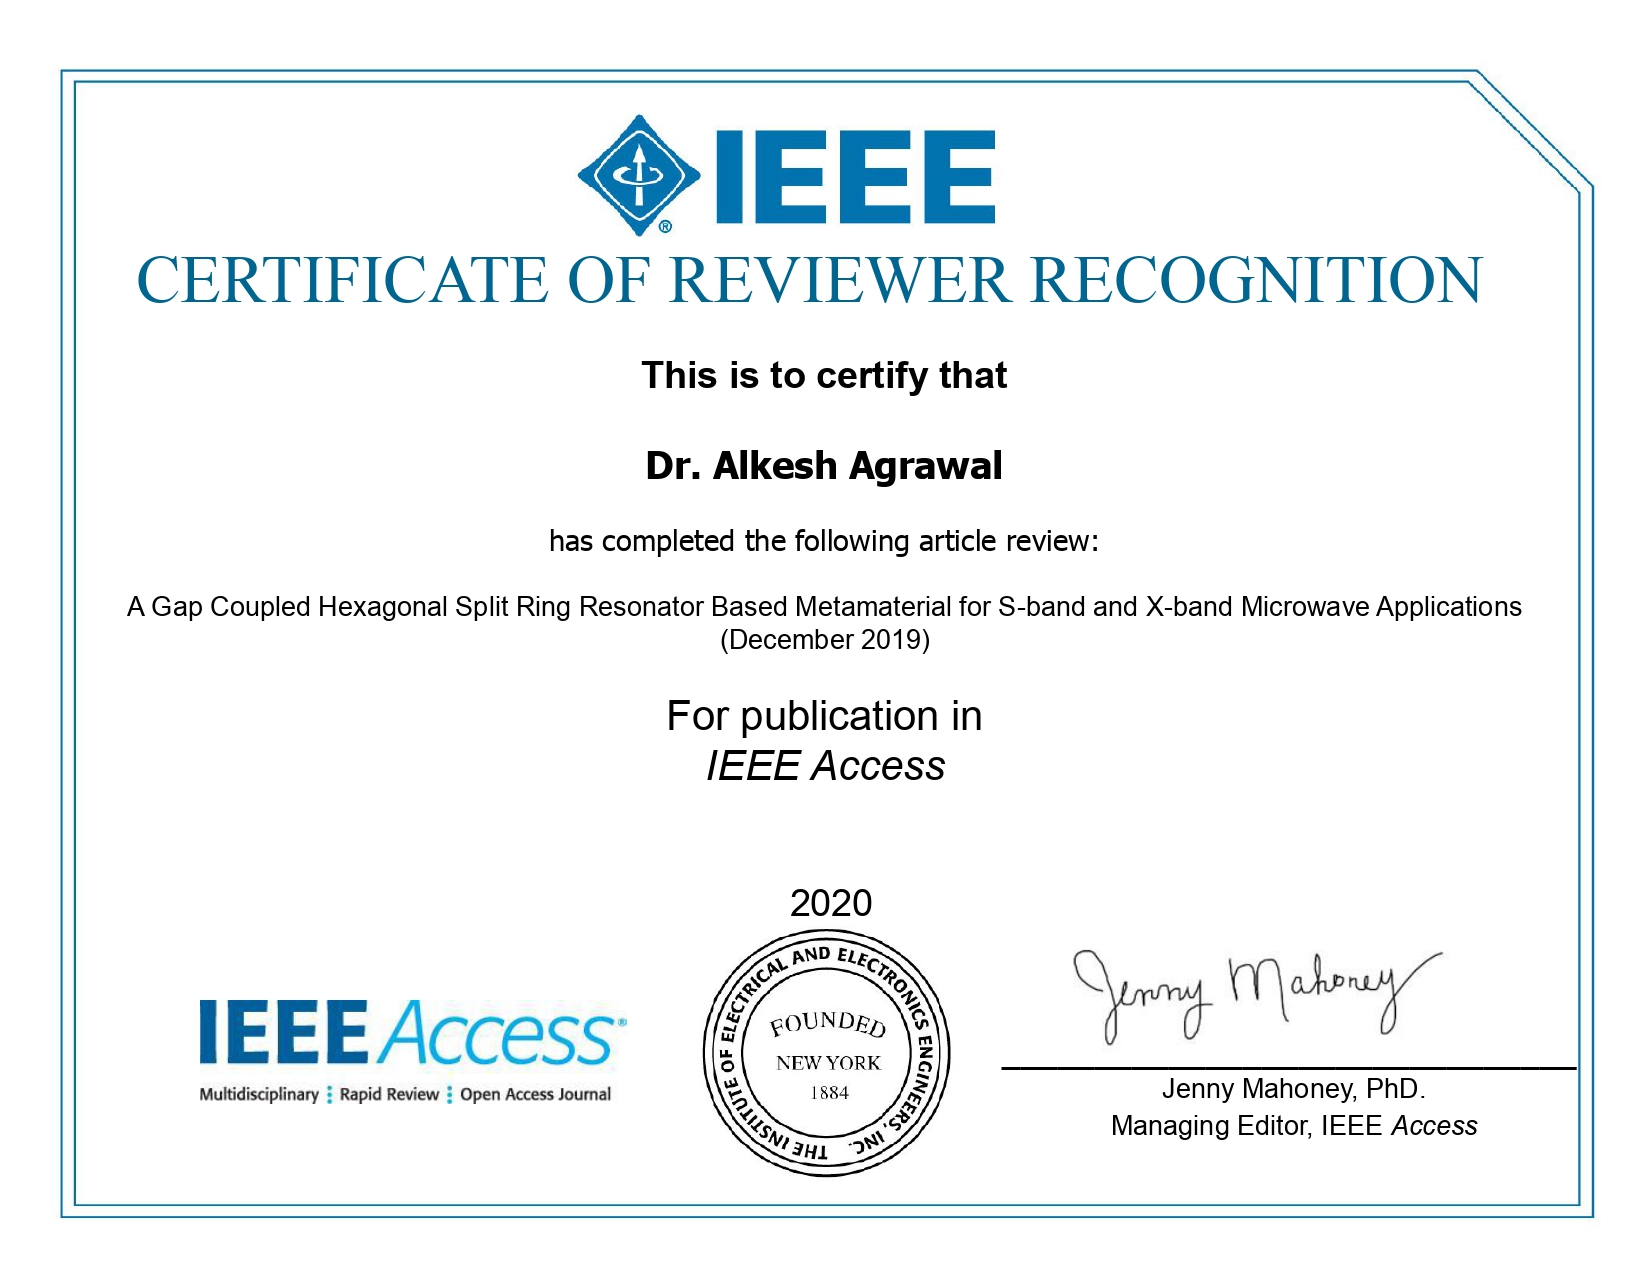 IEEE
®
CERTIFICATE OF REVIEWER RECOGNITION
This is to certify that
Dr. Alkesh Agrawal
has completed the following article review:
A Gap Coupled Hexagonal Split Ring Resonator Based Metamaterial for S-band and X-band Microwave Applications
(December 2019)
For publication in
IEEE Access
2020
IEEE Access®
Multidisciplinary ⋮ Rapid Review ⋮ Open Access Journal
THE INSTITUTE OF ELECTRICAL AND ELECTRONICS ENGINEERS, INC.
FOUNDED
NEW YORK
1884
Jenny Mahoney
Jenny Mahoney, PhD.
Managing Editor, IEEE Access